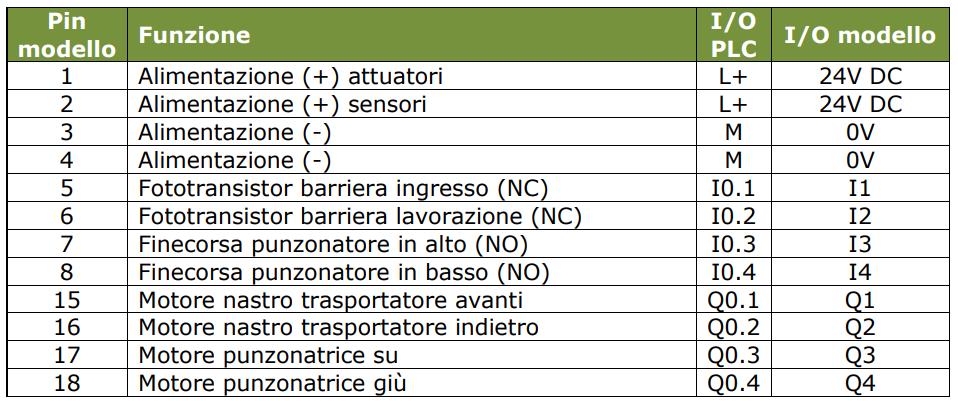 Pin modello Funzione I/O PLC I/O modello
1 Alimentazione (+) attuatori L+ 24V DC
2 Alimentazione (+) sensori L+ 24V DC
3 Alimentazione (-) M 0V
4 Alimentazione (-) M 0V
5 Fototransistor barriera ingresso (NC) I0.1 I1
6 Fototransistor barriera lavorazione (NC) I0.2 I2
7 Finecorsa punzonatore in alto (NO) I0.3 I3
8 Finecorsa punzonatore in basso (NO) I0.4 I4
15 Motore nastro trasportatore avanti Q0.1 Q1
16 Motore nastro trasportatore indietro Q0.2 Q2
17 Motore punzonatrice su Q0.3 Q3
18 Motore punzonatrice giù Q0.4 Q4